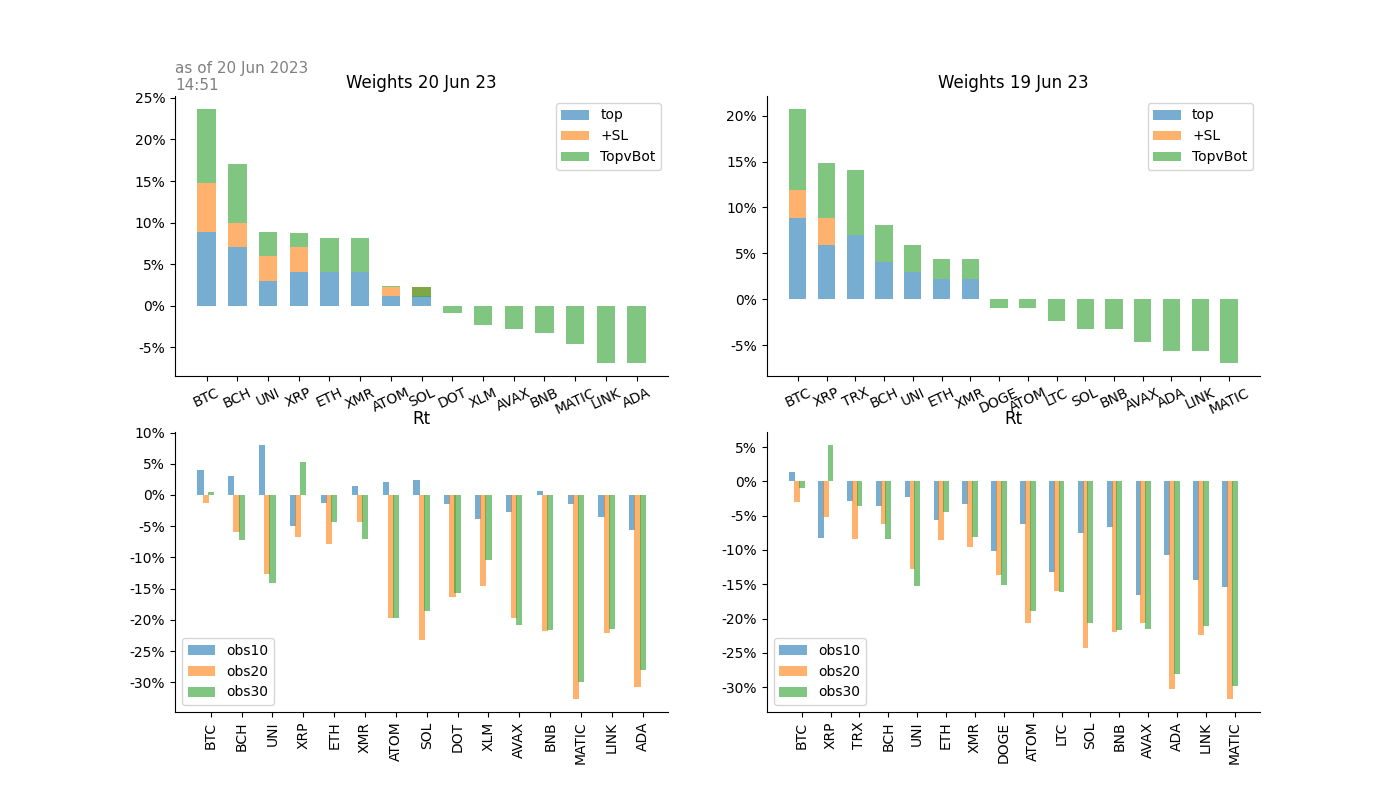 as of 20 Jun 2023
14:51
Weights 20 Jun 23
25%
20%
15%
10%
5%
0%
-5%
top
+SL
TopvBot
BTC BCH UNI XRP ETH XMR ATOM SOL DOT XLM AVAX BNB MATIC LINK ADA
Weights 19 Jun 23
20%
15%
10%
5%
0%
-5%
top
+SL
TopvBot
BTC XRP TRX BCH UNI ETH XMR DOGE ATOM LTC SOL BNB AVAX ADA LINK MATIC
Rt
10%
5%
0%
-5%
-10%
-15%
-20%
-25%
-30%
obs10
obs20
obs30
BTC BCH UNI XRP ETH XMR ATOM SOL DOT XLM AVAX BNB MATIC LINK ADA
Rt
5%
0%
-5%
-10%
-15%
-20%
-25%
-30%
obs10
obs20
obs30
BTC XRP TRX BCH UNI ETH XMR DOGE ATOM LTC SOL BNB AVAX ADA LINK MATIC